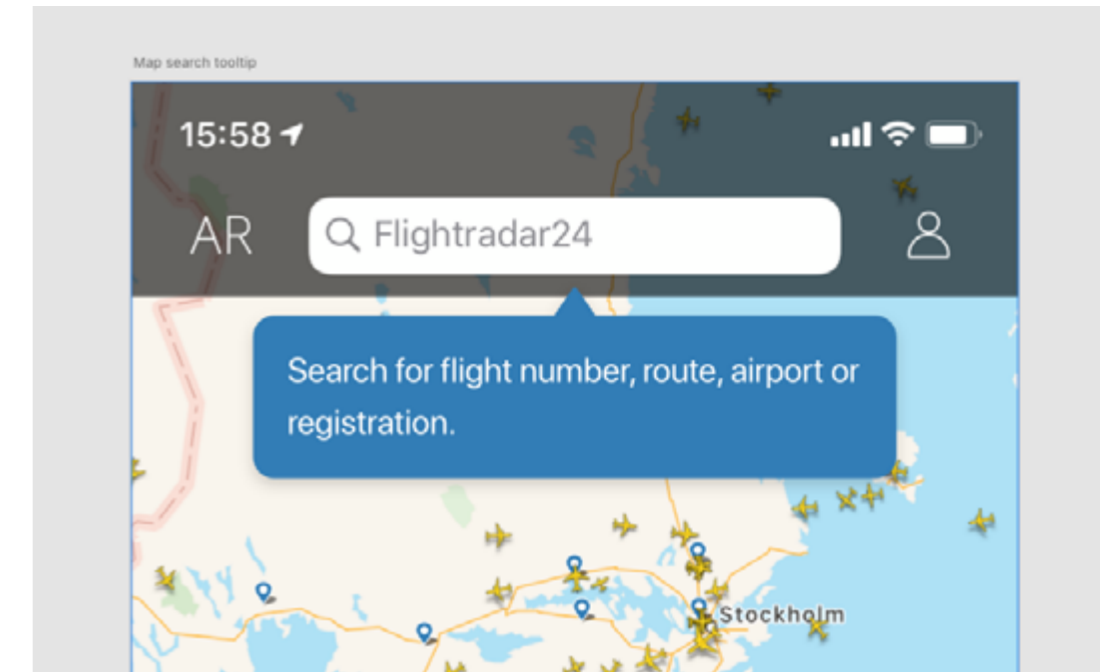 Map search tooltip
15:58
AR
Flightradar24
Search for flight number, route, airport or
registration.
Stockholm